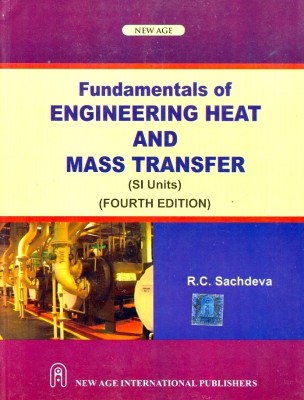 NEW AGE
Fundamentals of
ENGINEERING HEAT
AND
MASS TRANSFER
(SI Units)
(FOURTH EDITION)
R.C. Sachdeva
NEW AGE INTERNATIONAL PUBLISHERS